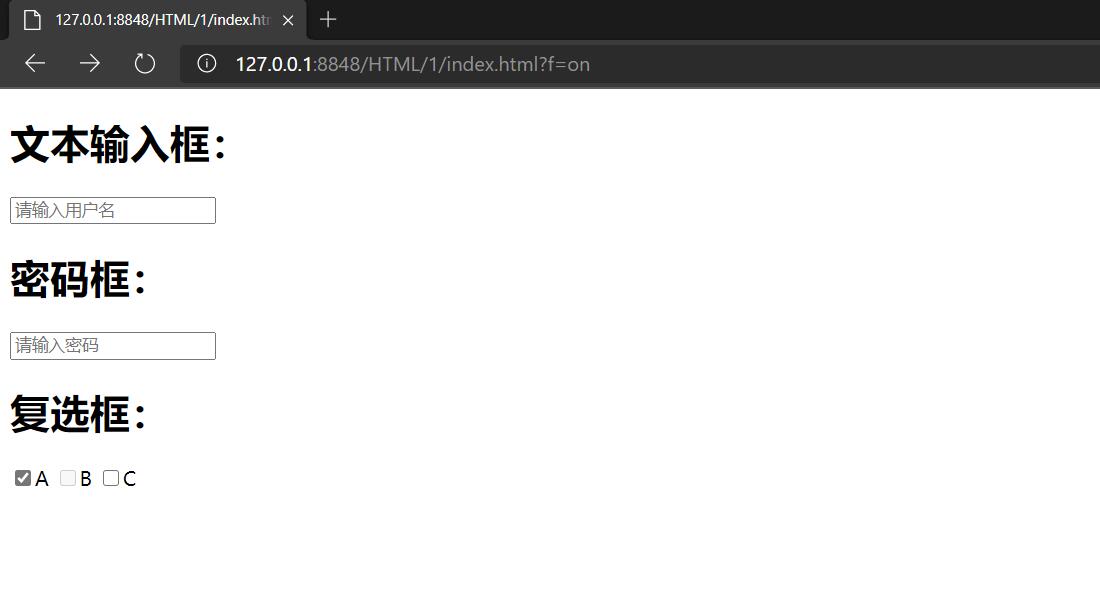 127.0.0.1:8848/HTML/1/index.htm
127.0.0.1:8848/HTML/1/index.html?f=on
文本输入框：
请输入用户名
密码框：
请输入密码
复选框：
A B C